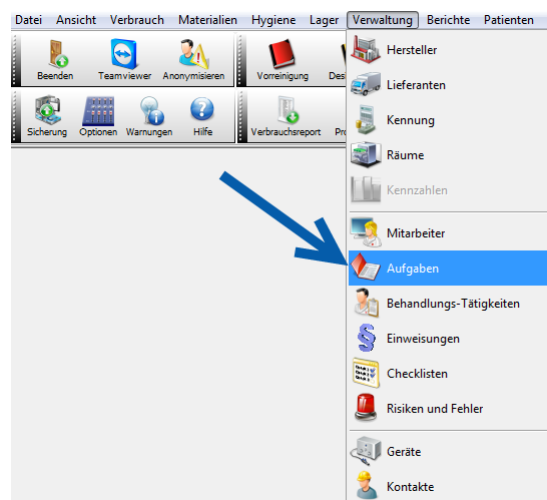 Datei Ansicht Verbrauch Materialien Hygiene Lager Verwaltung Berichte Patienten
Beenden Teamviewer Anonymisieren Vorreinigung
Sicherung Optionen Warnungen Hilfe Verbrauchsreport
Hersteller
Lieferanten
Kennung
Räume
Kennzahlen
Mitarbeiter
Aufgaben
Behandlungs-Tätigkeiten
Einweisungen
Checklisten
Risiken und Fehler
Geräte
Kontakte